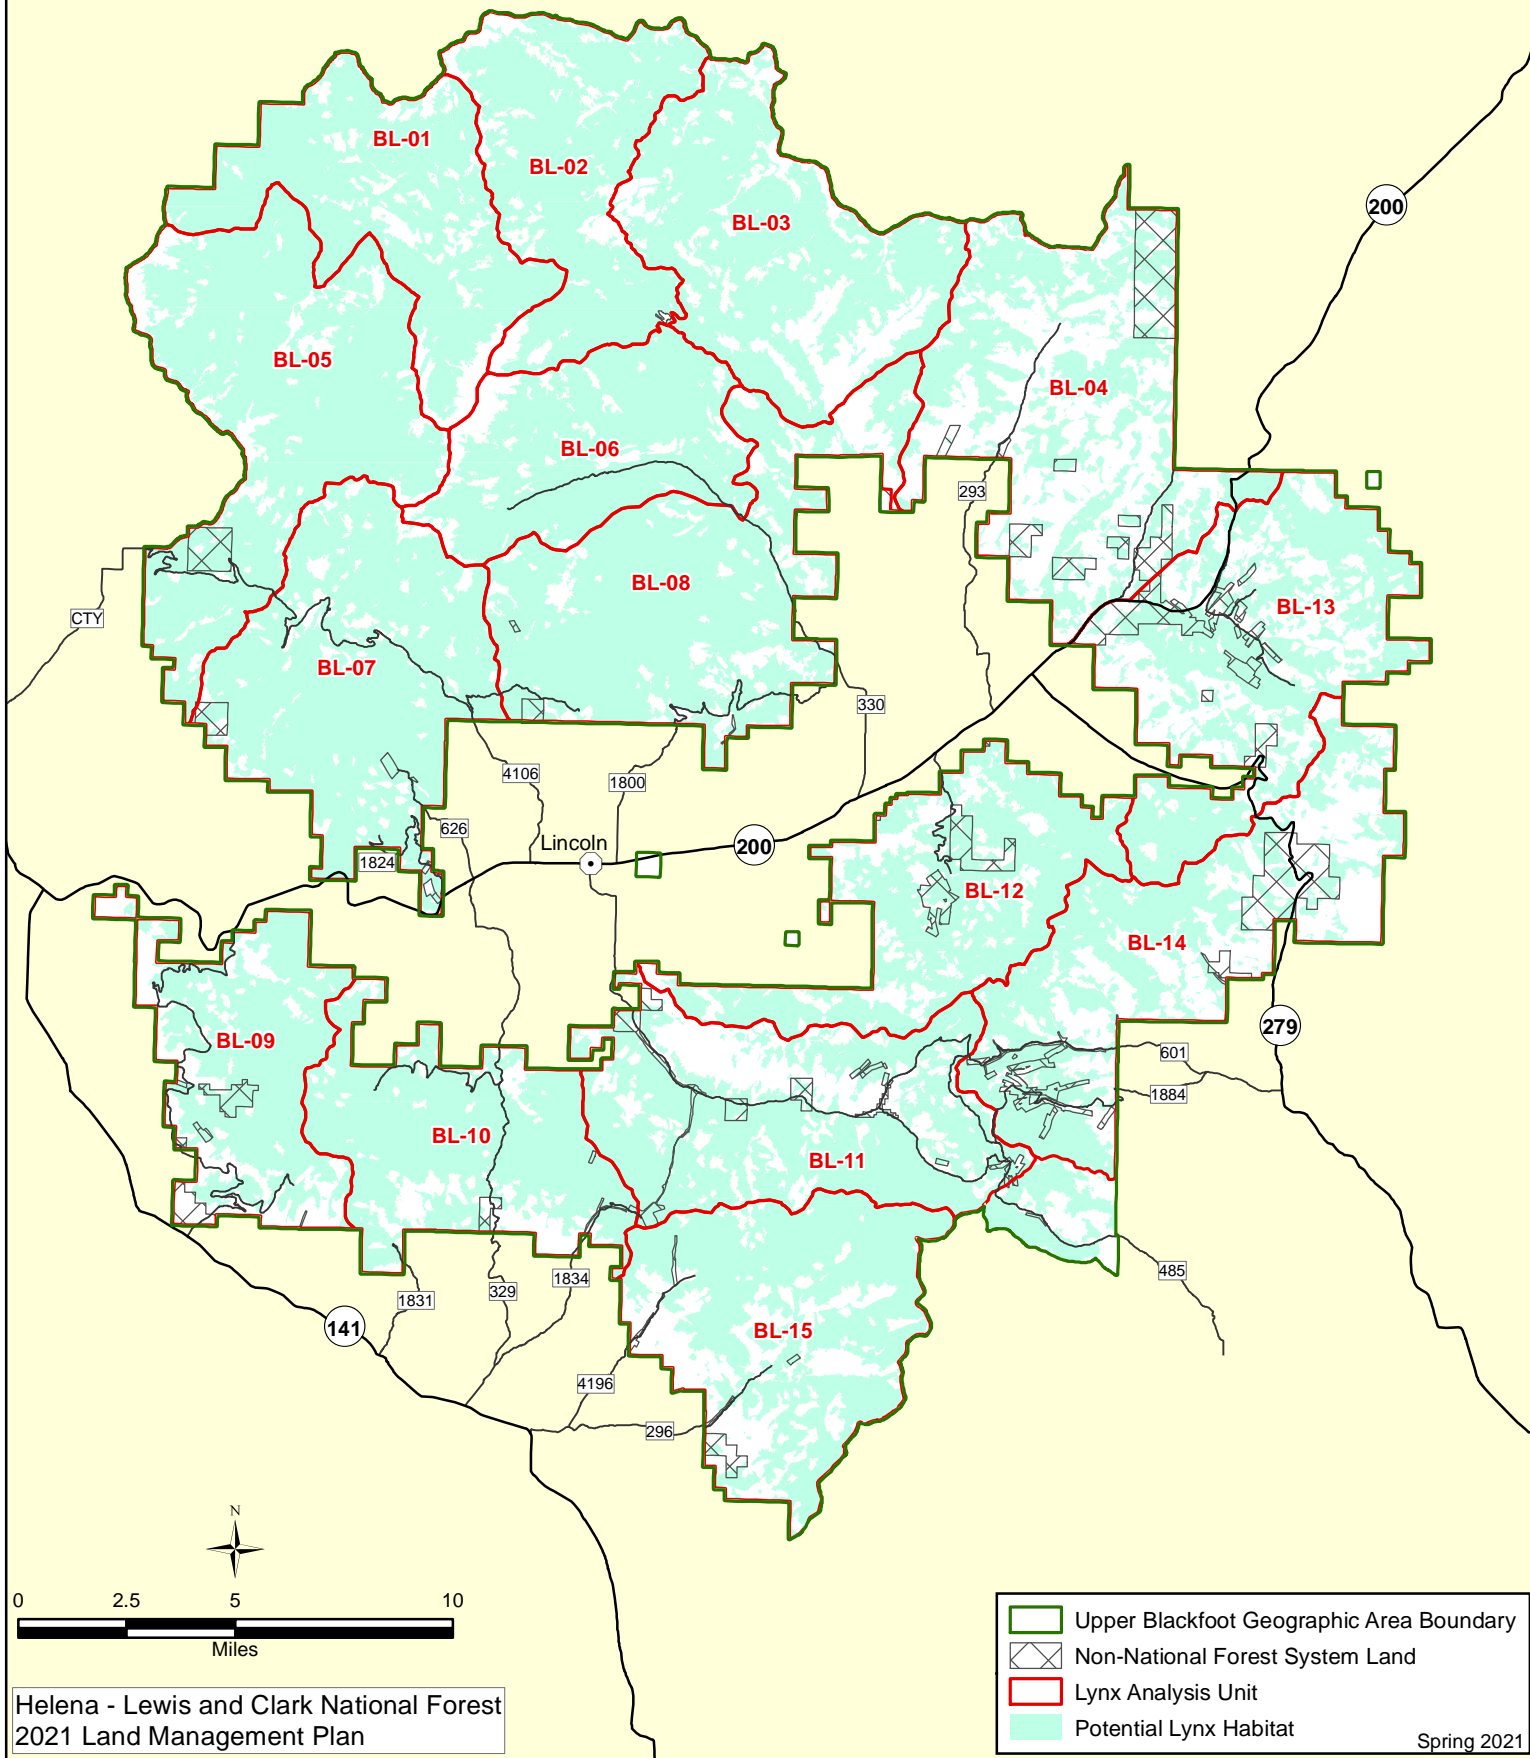 BL-01
BL-02
BL-03
200
BL-05
BL-04
BL-06
293
BL-08
BL-13
CTY
BL-07
330
4106
1800
626
Lincoln
200
1824
BL-12
BL-14
279
BL-09
601
1884
BL-10
BL-11
485
1834
329
1831
141
BL-15
4196
296
N
0 2.5 5 10
Miles
Helena - Lewis and Clark National Forest
2021 Land Management Plan
Upper Blackfoot Geographic Area Boundary
Non-National Forest System Land
Lynx Analysis Unit
Potential Lynx Habitat
Spring 2021